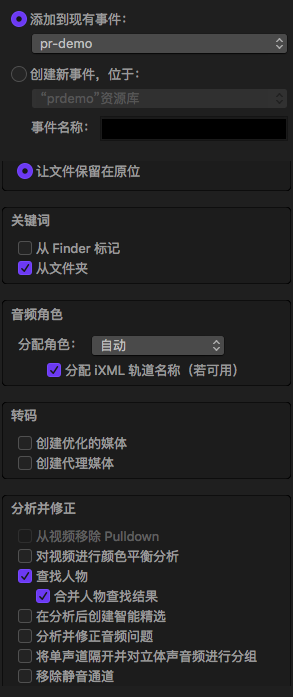 添加到现有事件：
pr-demo
创建新事件，位于：
“prdemo”资源库
事件名称：
让文件保留在原位
关键词
从 Finder 标记
从文件夹
音频角色
分配角色： 自动
分配 iXML 轨道名称（若可用）
转码
创建优化的媒体
创建代理媒体
分析并修正
从视频移除 Pulldown
对视频进行颜色平衡分析
查找人物
合并人物查找结果
在分析后创建智能精选
分析并修正音频问题
将单声道隔开并对立体声音频进行分组
移除静音通道